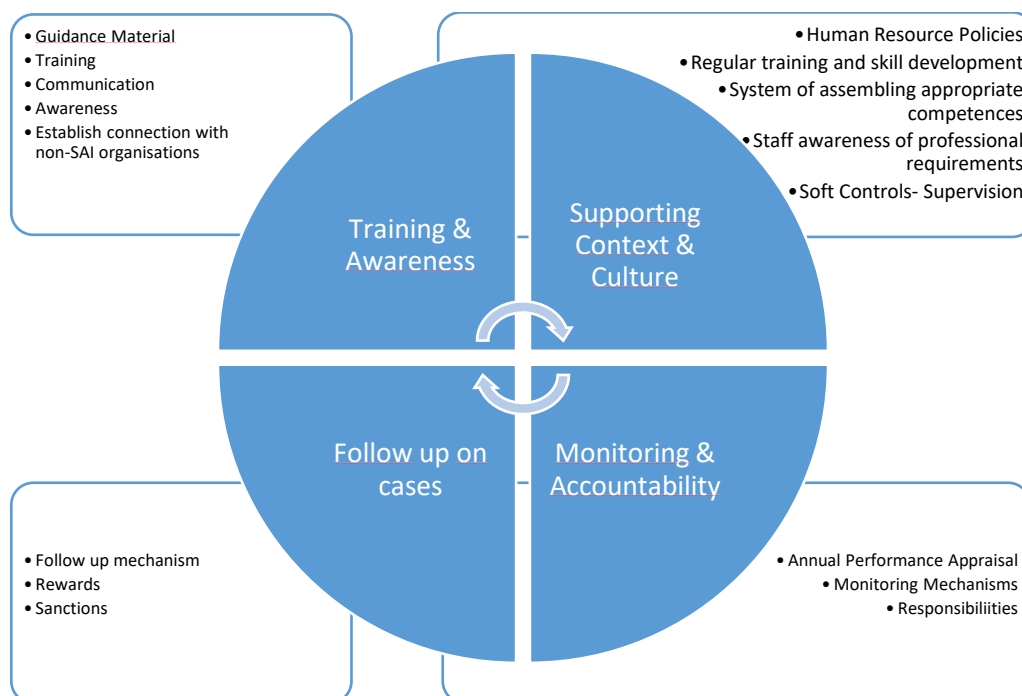 • Guidance Material
• Training
• Communication
• Awareness
• Establish connection with
non-SAI organisations
• Human Resource Policies
• Regular training and skill development
• System of assembling appropriate
competences
• Staff awareness of professional
requirements
• Soft Controls- Supervision
Training &
Awareness
Supporting
Context &
Culture
Follow up on
cases
Monitoring &
Accountability
• Follow up mechanism
• Rewards
• Sanctions
• Annual Performance Appraisal
• Monitoring Mechanisms
• Responsibiliities